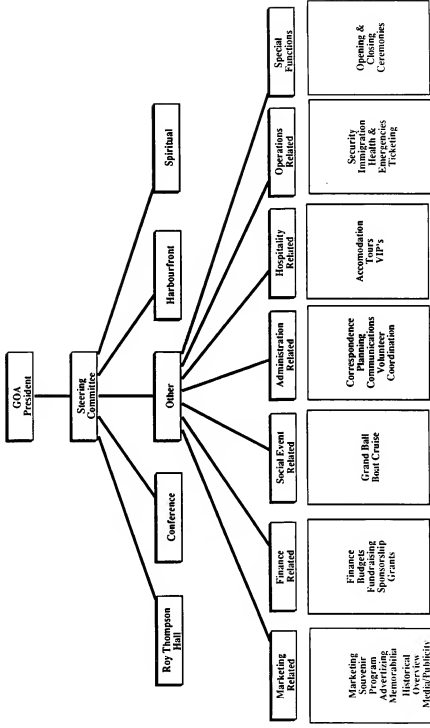 GOA
President
Steering
Committee
Roy Thompson
Hall
Conference
Other
Harbourfront
Spiritual
Marketing
Related
Finance
Related
Social Event
Related
Administration
Related
Hospitality
Related
Operations
Related
Special
Functions
Marketing
Souvenir
Program
Advertizing
Memorabilia
Historical
Overview
Media/Publicity
Finance
Budgets
Fundraising
Sponsorship
Grants
Grand Ball
Boat Cruise
Correspondence
Planning
Communications
Volunteer
Coordination
Accomodation
Tours
VIP's
Security
Immigration
Health &
Emergencies
Ticketing
Opening &
Closing
Ceremonies